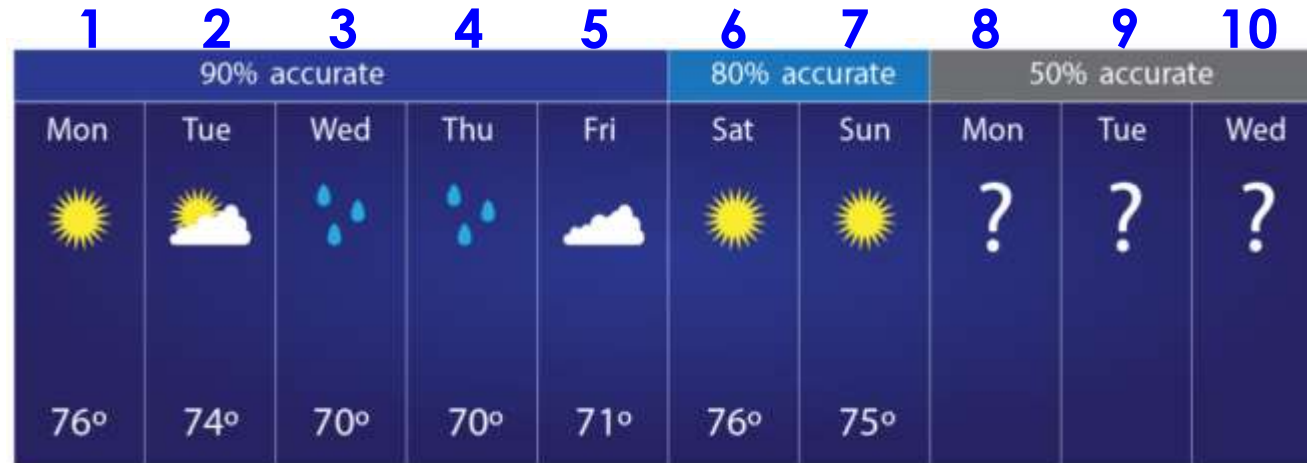 1 2 3 4 5 6 7 8 9 10
90% accurate 80% accurate 50% accurate
Mon Tue Wed Thu Fri Sat Sun Mon Tue Wed
? ? ?
76º 74º 70º 70º 71º 76º 75º